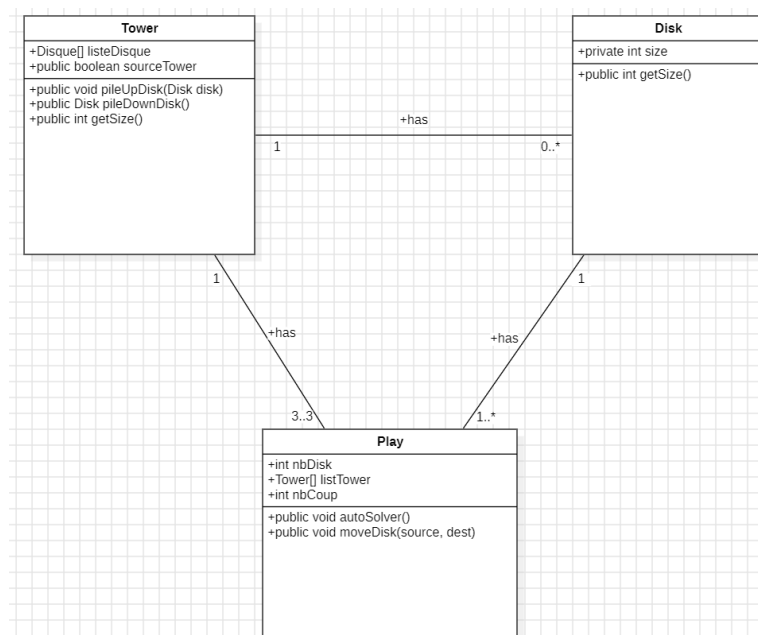 Tower
+Disque[] listeDisque
+public boolean sourceTower
+public void pileUpDisk(Disk disk)
+public Disk pileDownDisk()
+public int getSize()
Disk
+private int size
+public int getSize()
+has
1
0..*
1
+has
3..3
1
+has
1..*
Play
+int nbDisk
+Tower[] listTower
+int nbCoup
+public void autoSolver()
+public void moveDisk(source, dest)